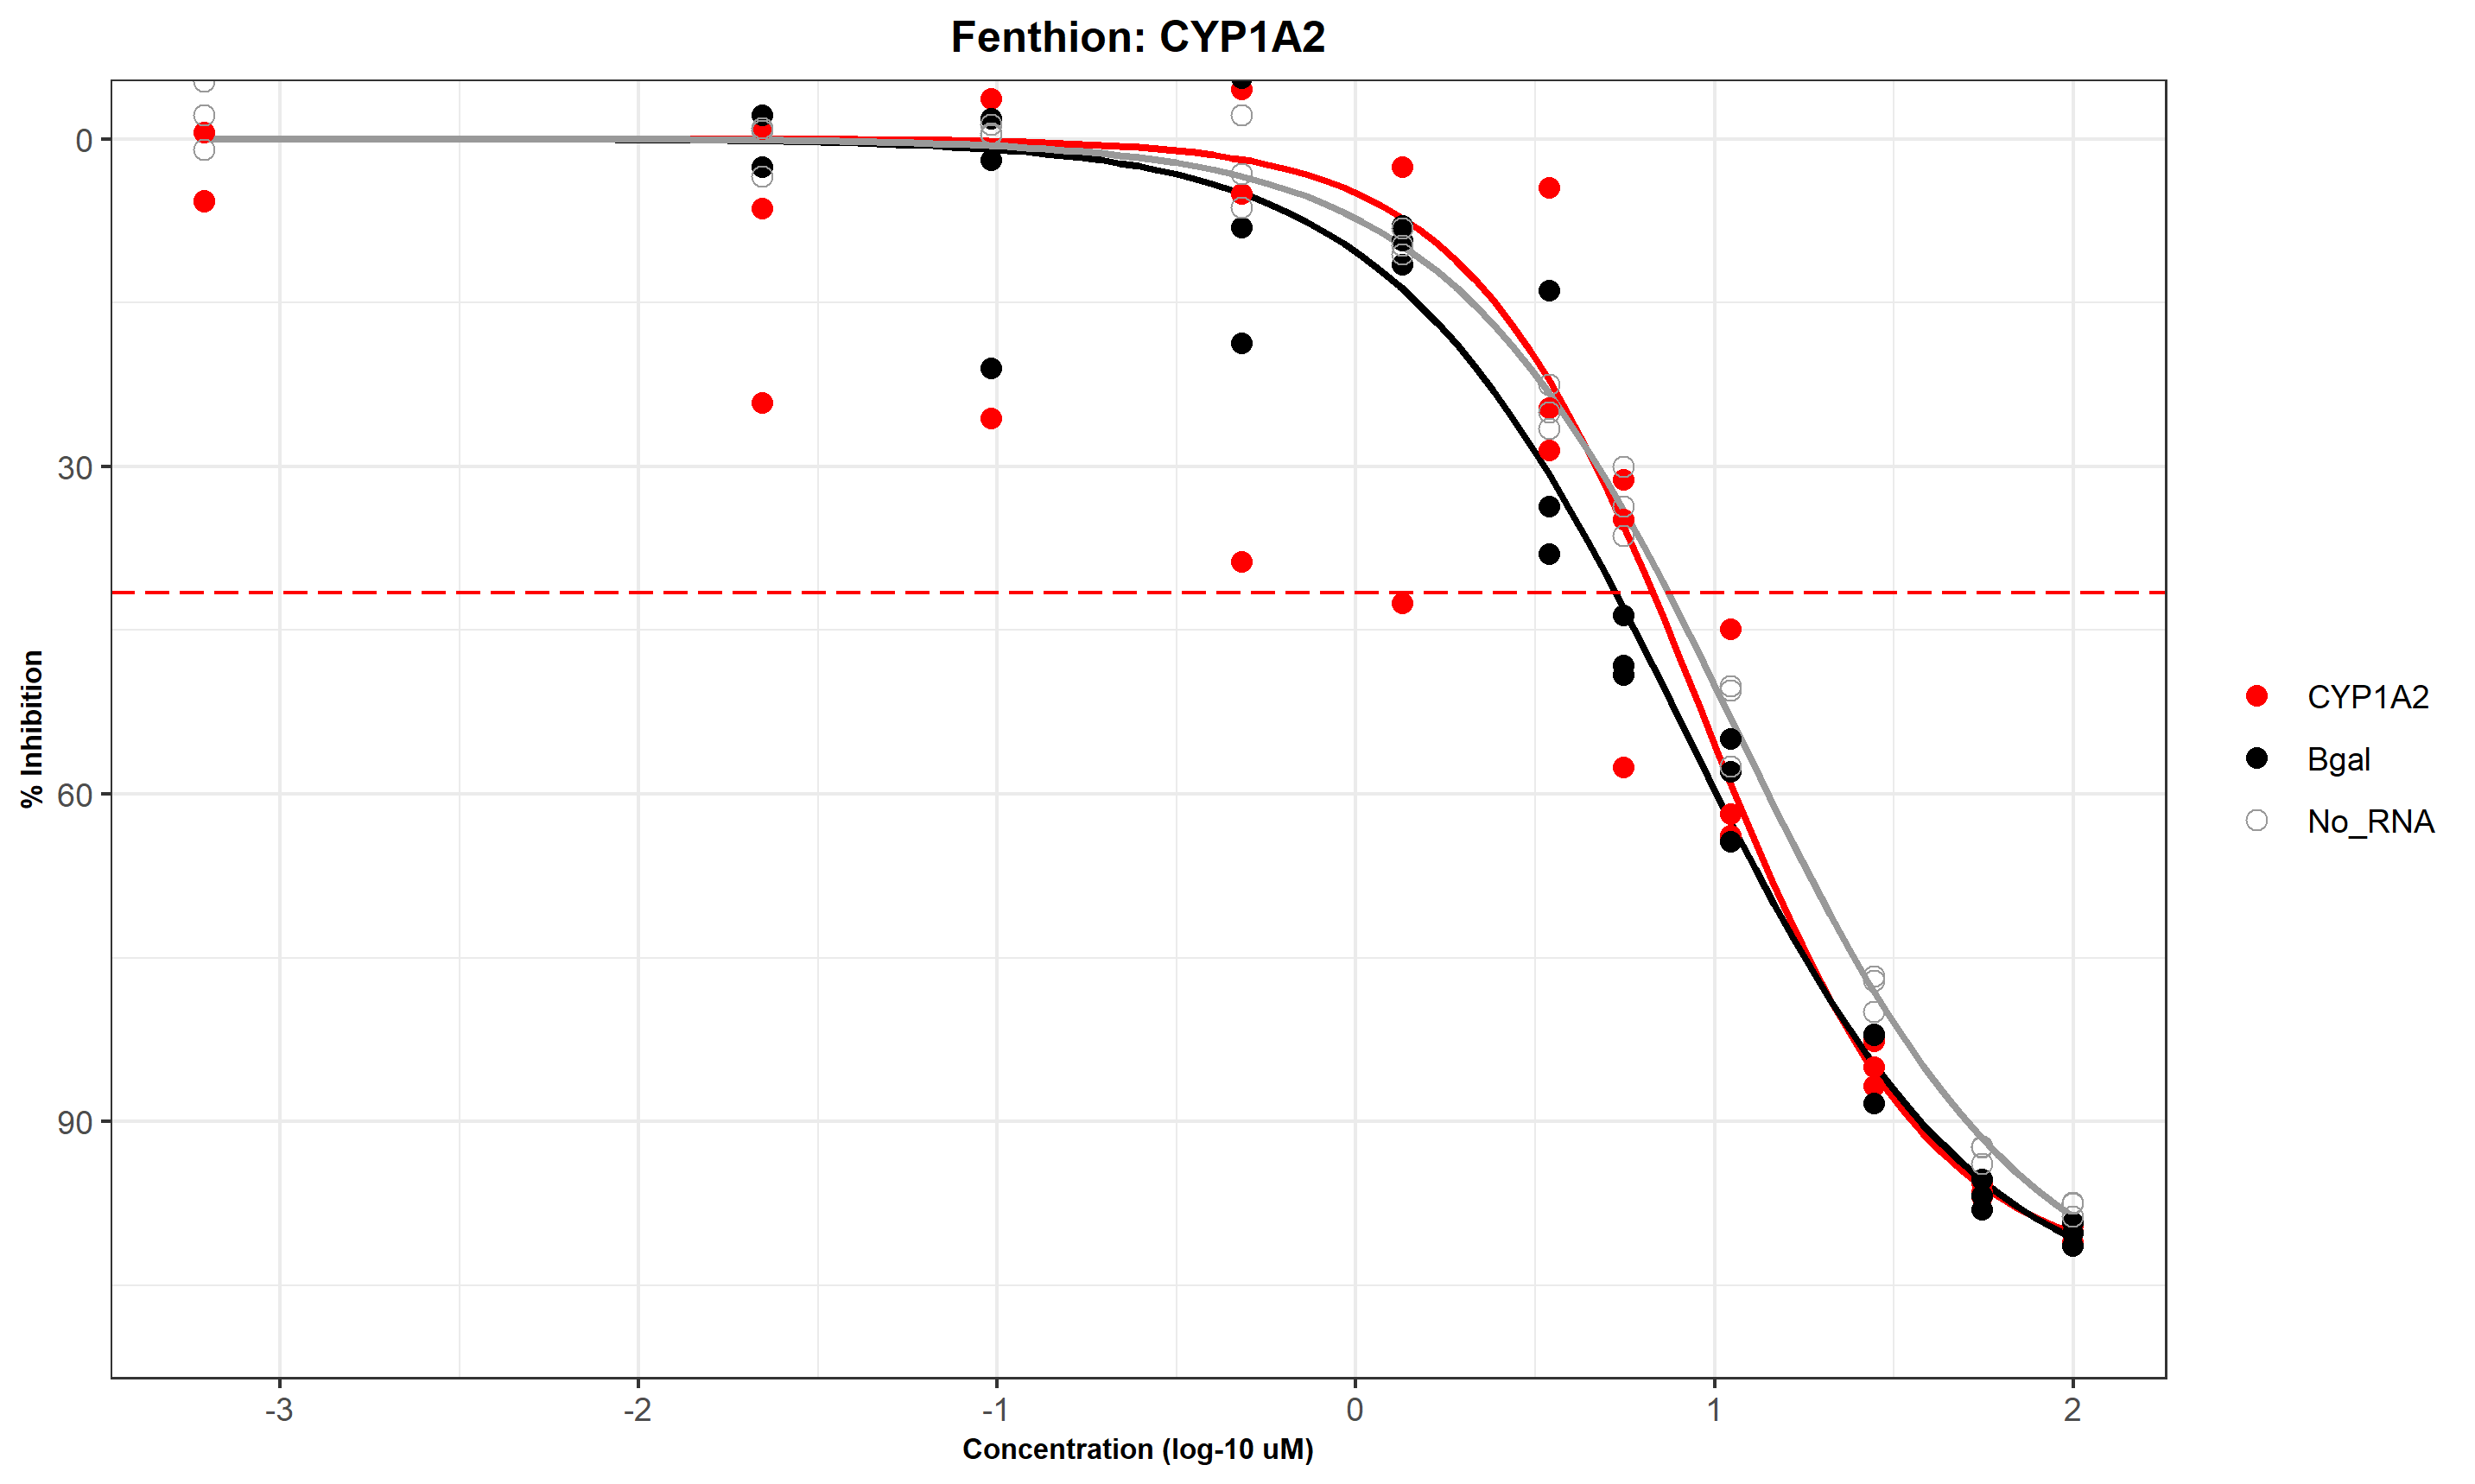 Fenthion: CYP1A2
% Inhibition
0
30
60
90
-3
-2
-1
0
1
2
Concentration (log-10 uM)
CYP1A2
Bgal
No_RNA